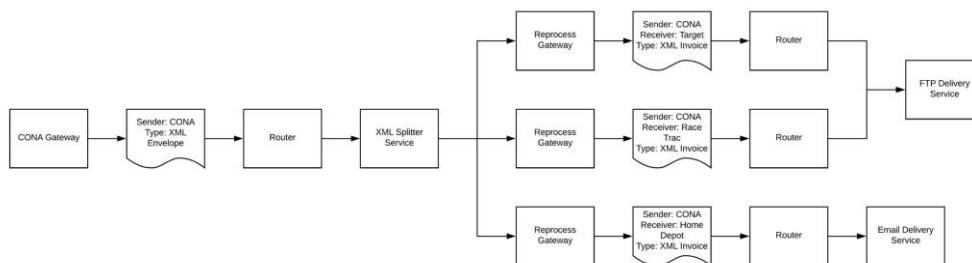 Reprocess
Gateway
Sender: CONA
Receiver: Target
Type: XML Invoice
Router
FTP Delivery
Service
CONA Gateway
Sender: CONA
Type: XML
Envelope
Router
XML Splitter
Service
Reprocess
Gateway
Sender: CONA
Receiver: Race
Trac
Type: XML Invoice
Router
Reprocess
Gateway
Sender: CONA
Receiver: Home
Depot
Type: XML Invoice
Router
Email Delivery
Service